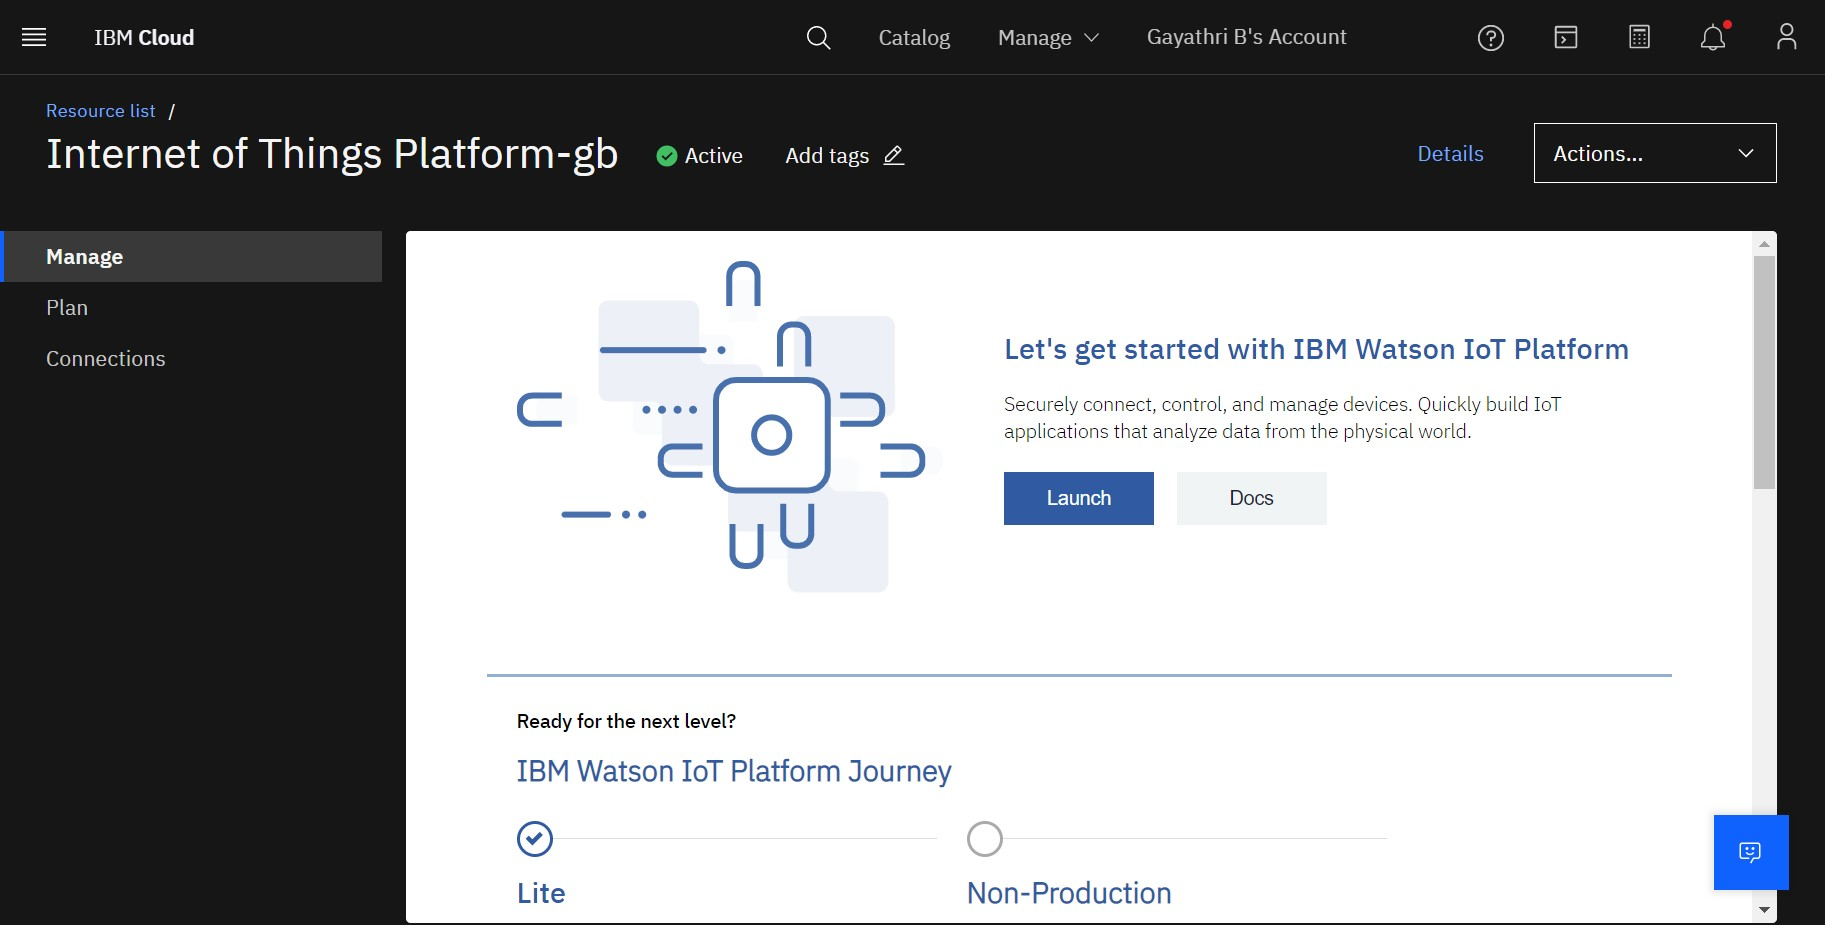 IBM Cloud
Catalog
Manage
Gayathri B's Account
Resource list /
Internet of Things Platform-gb
Active
Add tags
Details
Actions...
Manage
Plan
Connections
Let's get started with IBM Watson IoT Platform
Securely connect, control, and manage devices. Quickly build IoT
applications that analyze data from the physical world.
Launch
Docs
Ready for the next level?
IBM Watson IoT Platform Journey
Lite
Non-Production